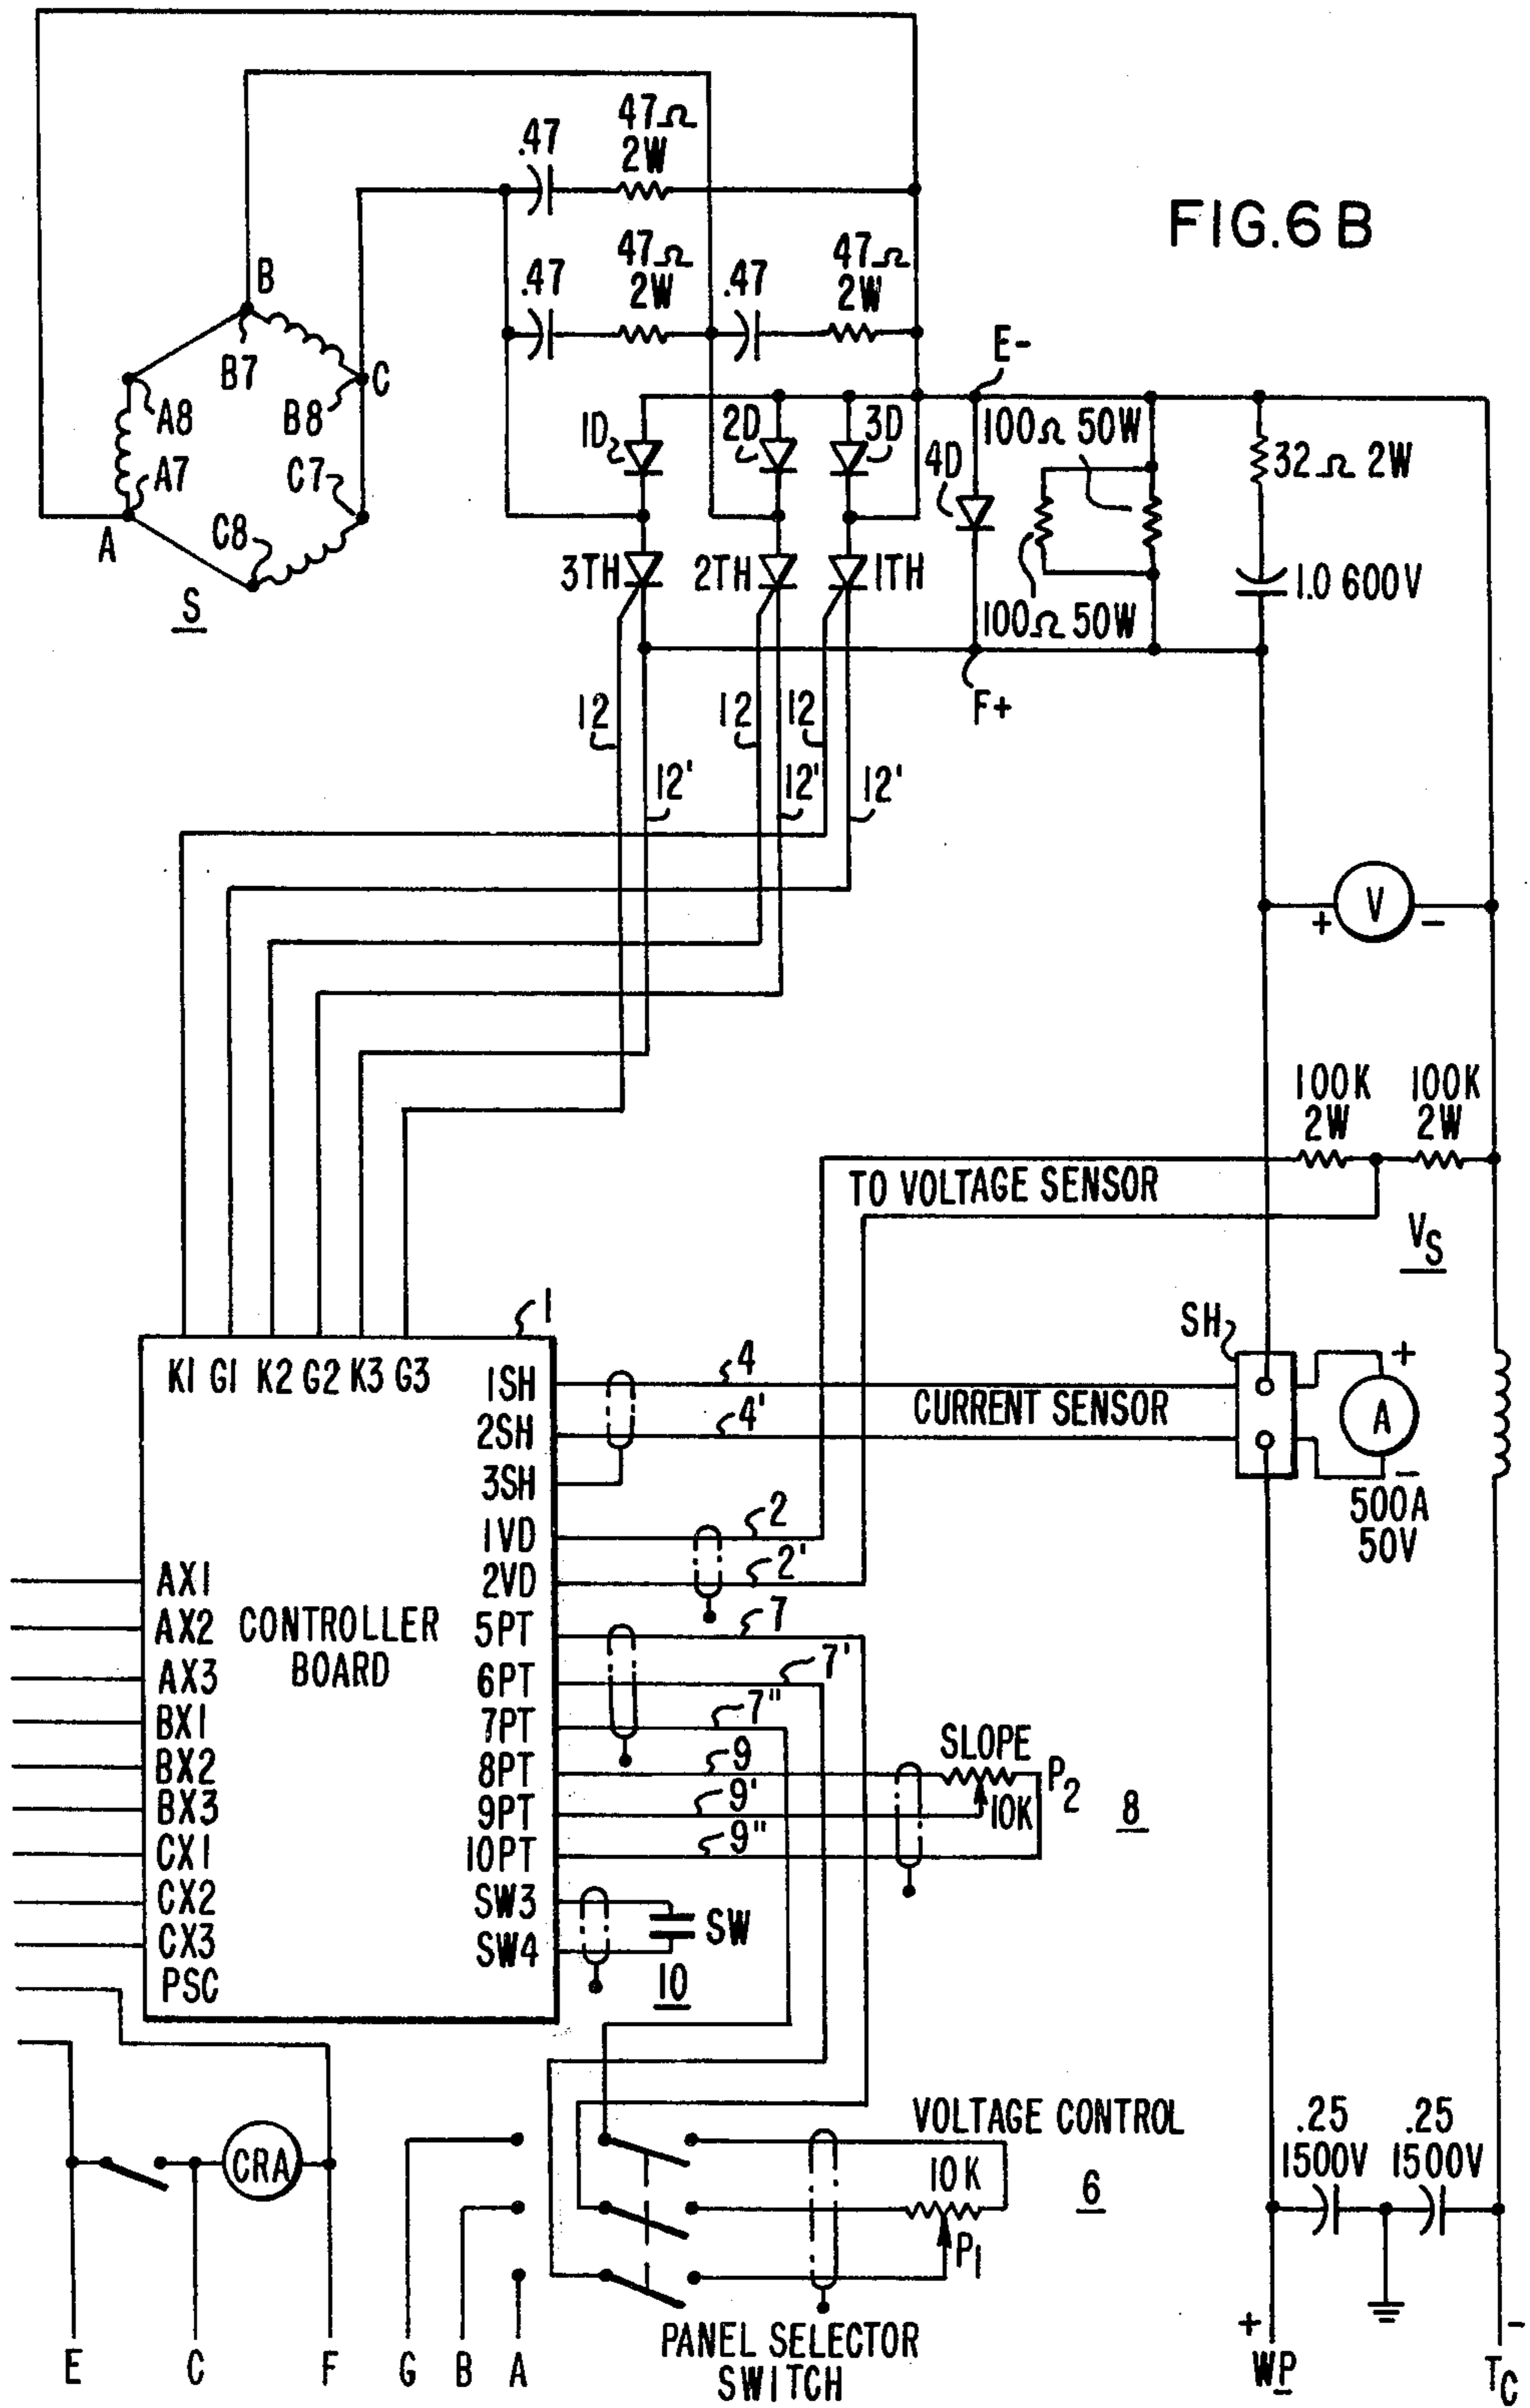 FIG.6B
.47
47Ω
2W
.47
47Ω
2W
.47
47Ω
2W
B
B7
C
A8
B8
A7
C7
A
C8
S
E-
1D
2D
3D
4D
100Ω 50W
32Ω 2W
3TH
2TH
1TH
1.0 600V
100Ω 50W
F+
12
12
12
12'
12'
12'
+
V
-
100K
2W
100K
2W
TO VOLTAGE SENSOR
VS
1
SH
K1 G1 K2 G2 K3 G3
1SH
4
+
CURRENT SENSOR
A
2SH
4'
3SH
-
500A
50V
1VD
2
2VD
2'
AX1
AX2
AX3
BX1
BX2
BX3
CX1
CX2
CX3
PSC
CONTROLLER
BOARD
5PT
7
6PT
7'
7PT
7"
8PT
9
SLOPE
P2
8
9PT
9'
10K
10PT
9"
SW3
SW
SW4
10
CRA
VOLTAGE CONTROL
10K
6
P1
.25
1500V
.25
1500V
PANEL SELECTOR
SWITCH
+
-
E
C
F
G
B
A
WP
TC